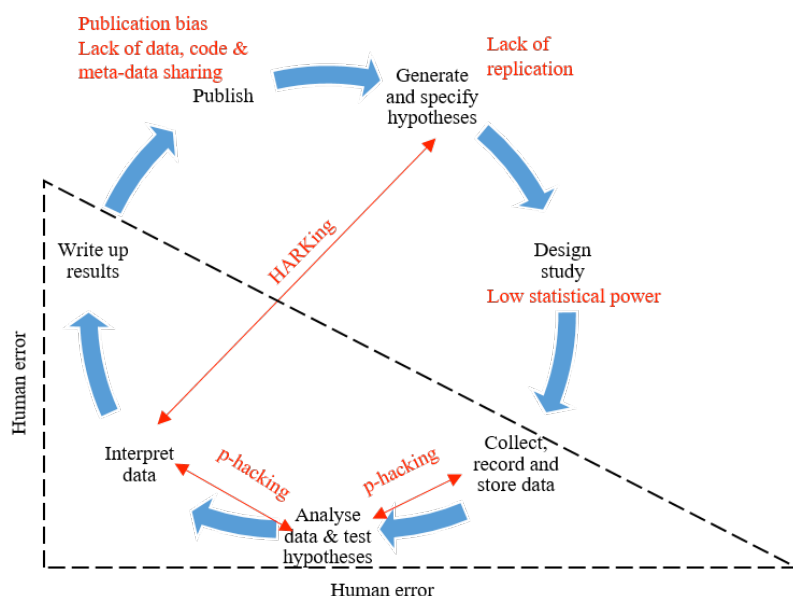 Publication bias
Lack of data, code &
meta-data sharing
Publish
Generate
and specify
hypotheses
Lack of
replication
HARKing
Write up
results
Design
study
Low statistical power
Human error
Interpret
data
p-hacking
p-hacking
Collect,
record and
store data
Analyse
data & test
hypotheses
Human error